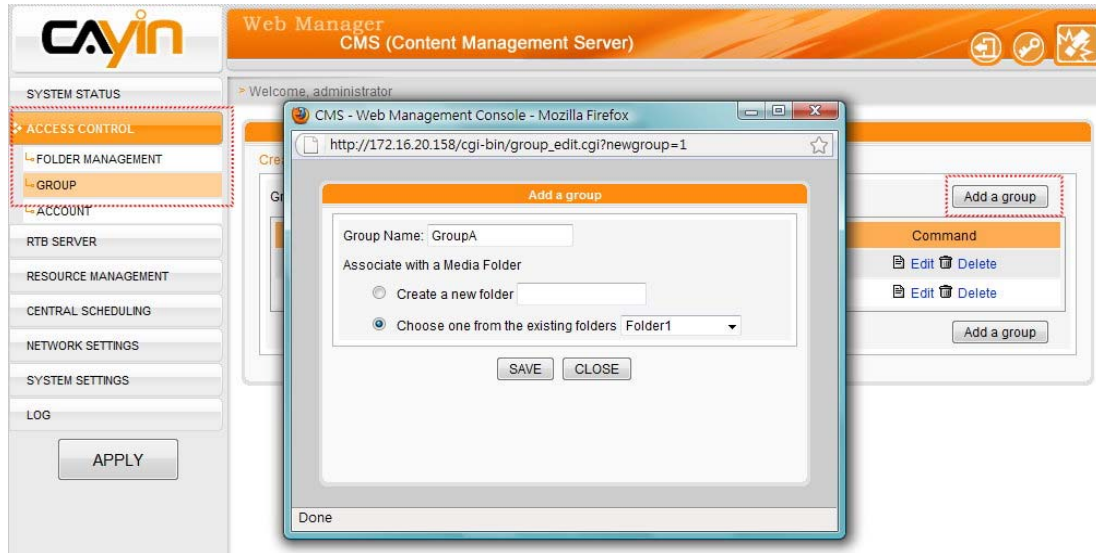 CAYIN
Web Manager
CMS (Content Management Server)
SYSTEM STATUS
ACCESS CONTROL
FOLDER MANAGEMENT
GROUP
ACCOUNT
RTB SERVER
RESOURCE MANAGEMENT
CENTRAL SCHEDULING
NETWORK SETTINGS
SYSTEM SETTINGS
LOG
APPLY
> Welcome, administrator
CMS - Web Management Console - Mozilla Firefox
http://172.16.20.158/cgi-bin/group_edit.cgi?newgroup=1
Add a group
Group Name: GroupA
Associate with a Media Folder
Create a new folder
Choose one from the existing folders Folder1
SAVE CLOSE
Done
Add a group
Command
Edit Delete
Edit Delete
Add a group